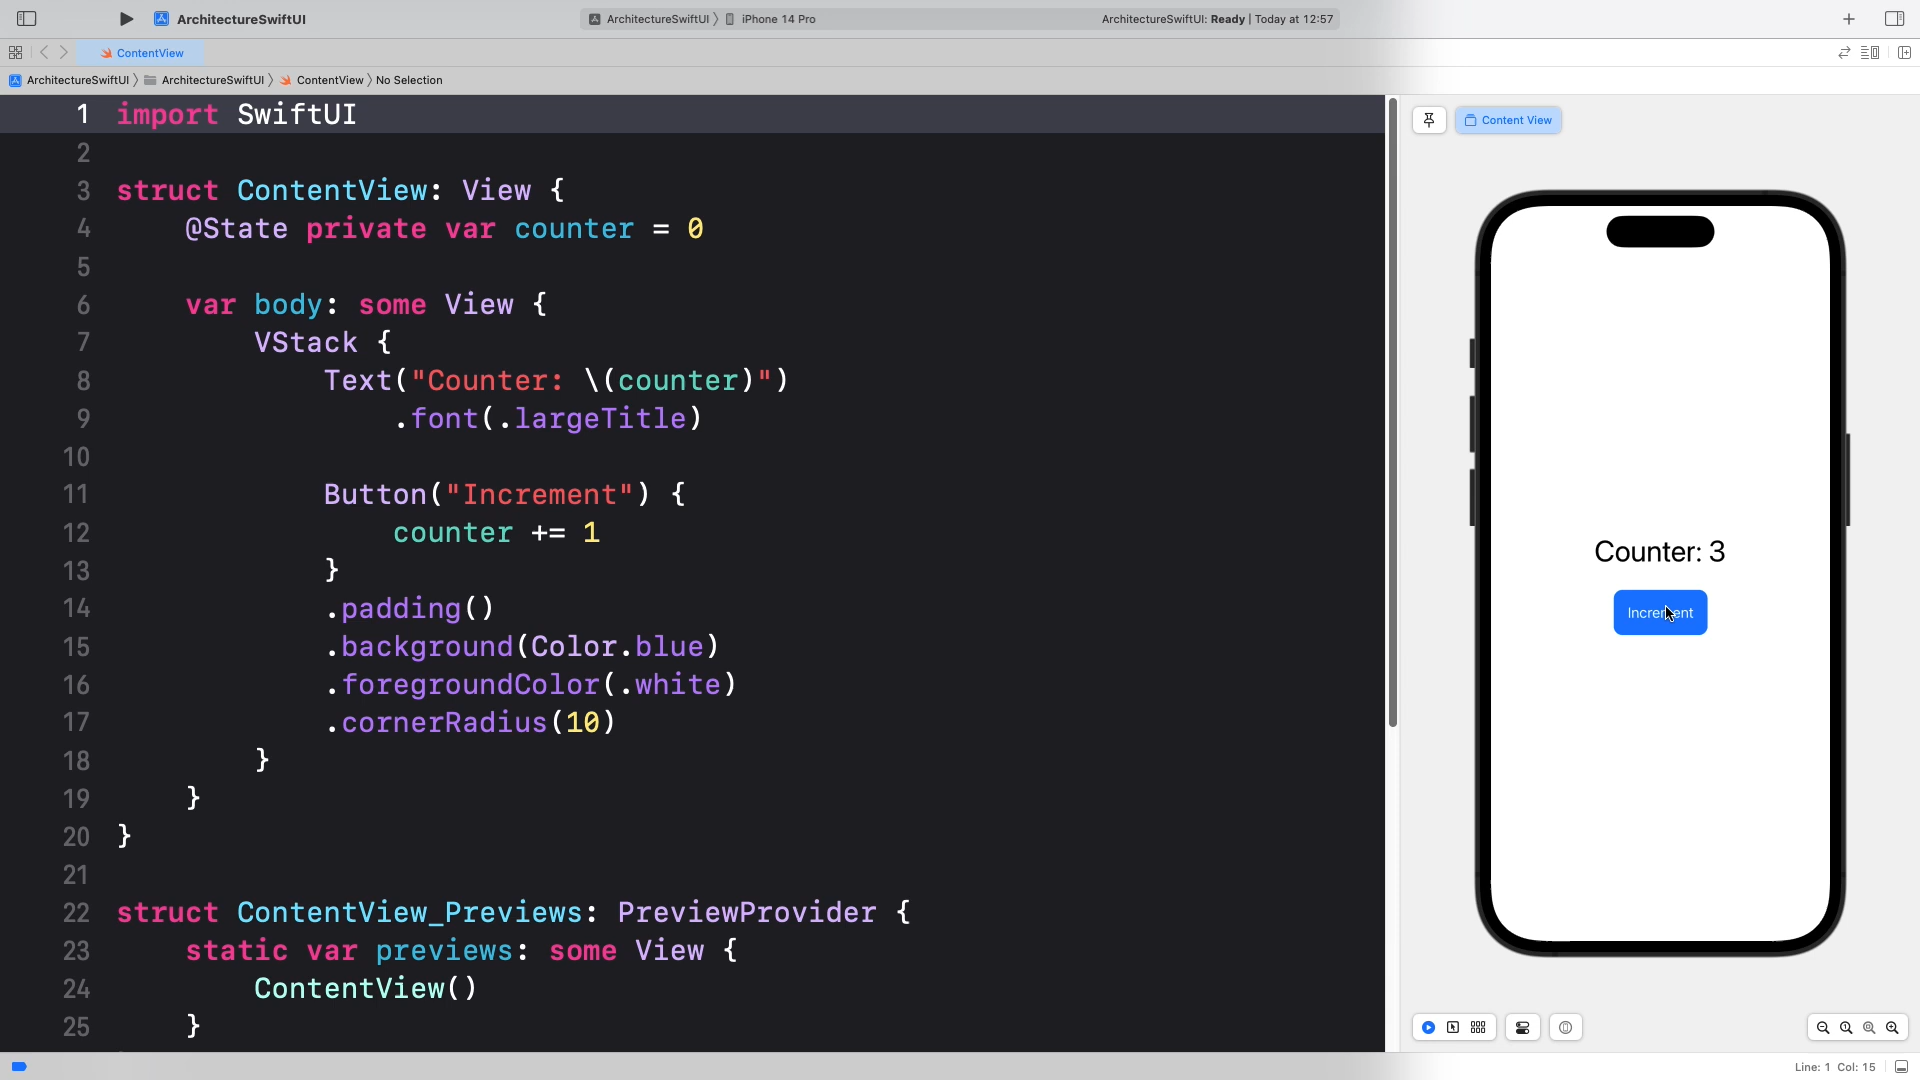 ArchitectureSwiftUI
ArchitectureSwiftUI 〉 iPhone 14 Pro
ArchitectureSwiftUI: Ready | Today at 12:57
ContentView
ArchitectureSwiftUI 〉 ArchitectureSwiftUI 〉 ContentView 〉 No Selection
1 import SwiftUI
2
3 struct ContentView: View {
4     @State private var counter = 0
5
6     var body: some View {
7         VStack {
8             Text("Counter: \(counter)")
9                 .font(.largeTitle)
10
11             Button("Increment") {
12                 counter += 1
13             }
14             .padding()
15             .background(Color.blue)
16             .foregroundColor(.white)
17             .cornerRadius(10)
18         }
19     }
20 }
21
22 struct ContentView_Previews: PreviewProvider {
23     static var previews: some View {
24         ContentView()
25     }
Content View
Counter: 3
Increment
Line: 1 Col: 15